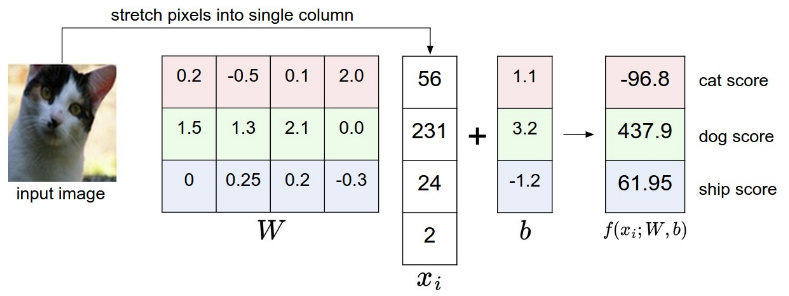 stretch pixels into single column
0.2 -0.5 0.1 2.0
1.5 1.3 2.1 0.0
0 0.25 0.2 -0.3
W
56
231
24
2
x_i
+
1.1
3.2
-1.2
b
-96.8 cat score
437.9 dog score
61.95 ship score
f(x_i; W, b)
input image